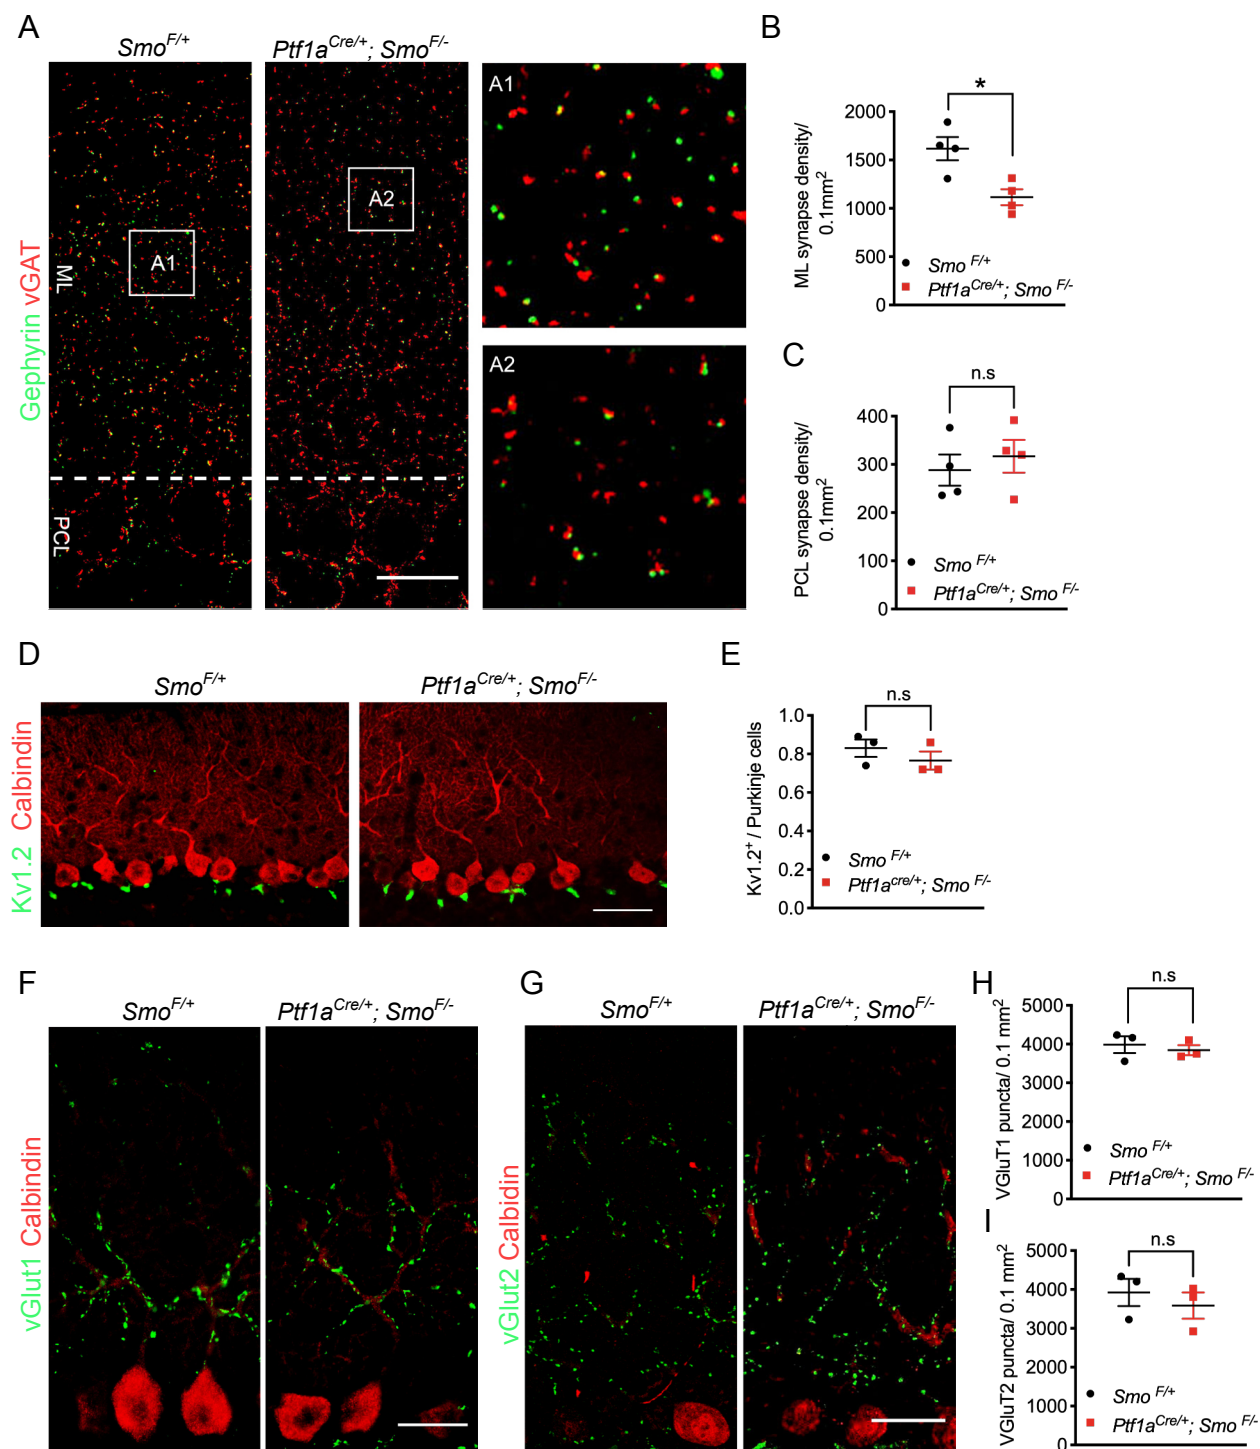 A
Smo^F/+
Ptf1a^Cre/+; Smo^F/-
Gephyrin vGAT
ML
PCL
A1
A2
A1
A2
B
*
ML synapse density/
0.1mm²
2000
1500
1000
500
0
Smo F/+
Ptf1a^Cre/+; Smo F/-
C
n.s
PCL synapse density/
0.1mm²
400
300
200
100
0
Smo F/+
Ptf1a^Cre/+; Smo F/-
D
Smo^F/+
Ptf1a^Cre/+; Smo^F/-
Kv1.2 Calbindin
E
n.s
Kv1.2⁺ / Purkinje cells
1.0
0.8
0.6
0.4
0.2
0.0
Smo F/+
Ptf1a^cre/+; Smo F/-
F
Smo^F/+
Ptf1a^Cre/+; Smo^F/-
vGlut1 Calbindin
G
Smo^F/+
Ptf1a^Cre/+; Smo^F/-
vGlut2 Calbidin
H
n.s
VGluT1 puncta/ 0.1 mm²
5000
4000
3000
2000
1000
0
Smo F/+
Ptf1a^Cre/+; Smo F/-
I
n.s
VGluT2 puncta/ 0.1 mm²
5000
4000
3000
2000
1000
0
Smo F/+
Ptf1a^Cre/+; Smo F/-